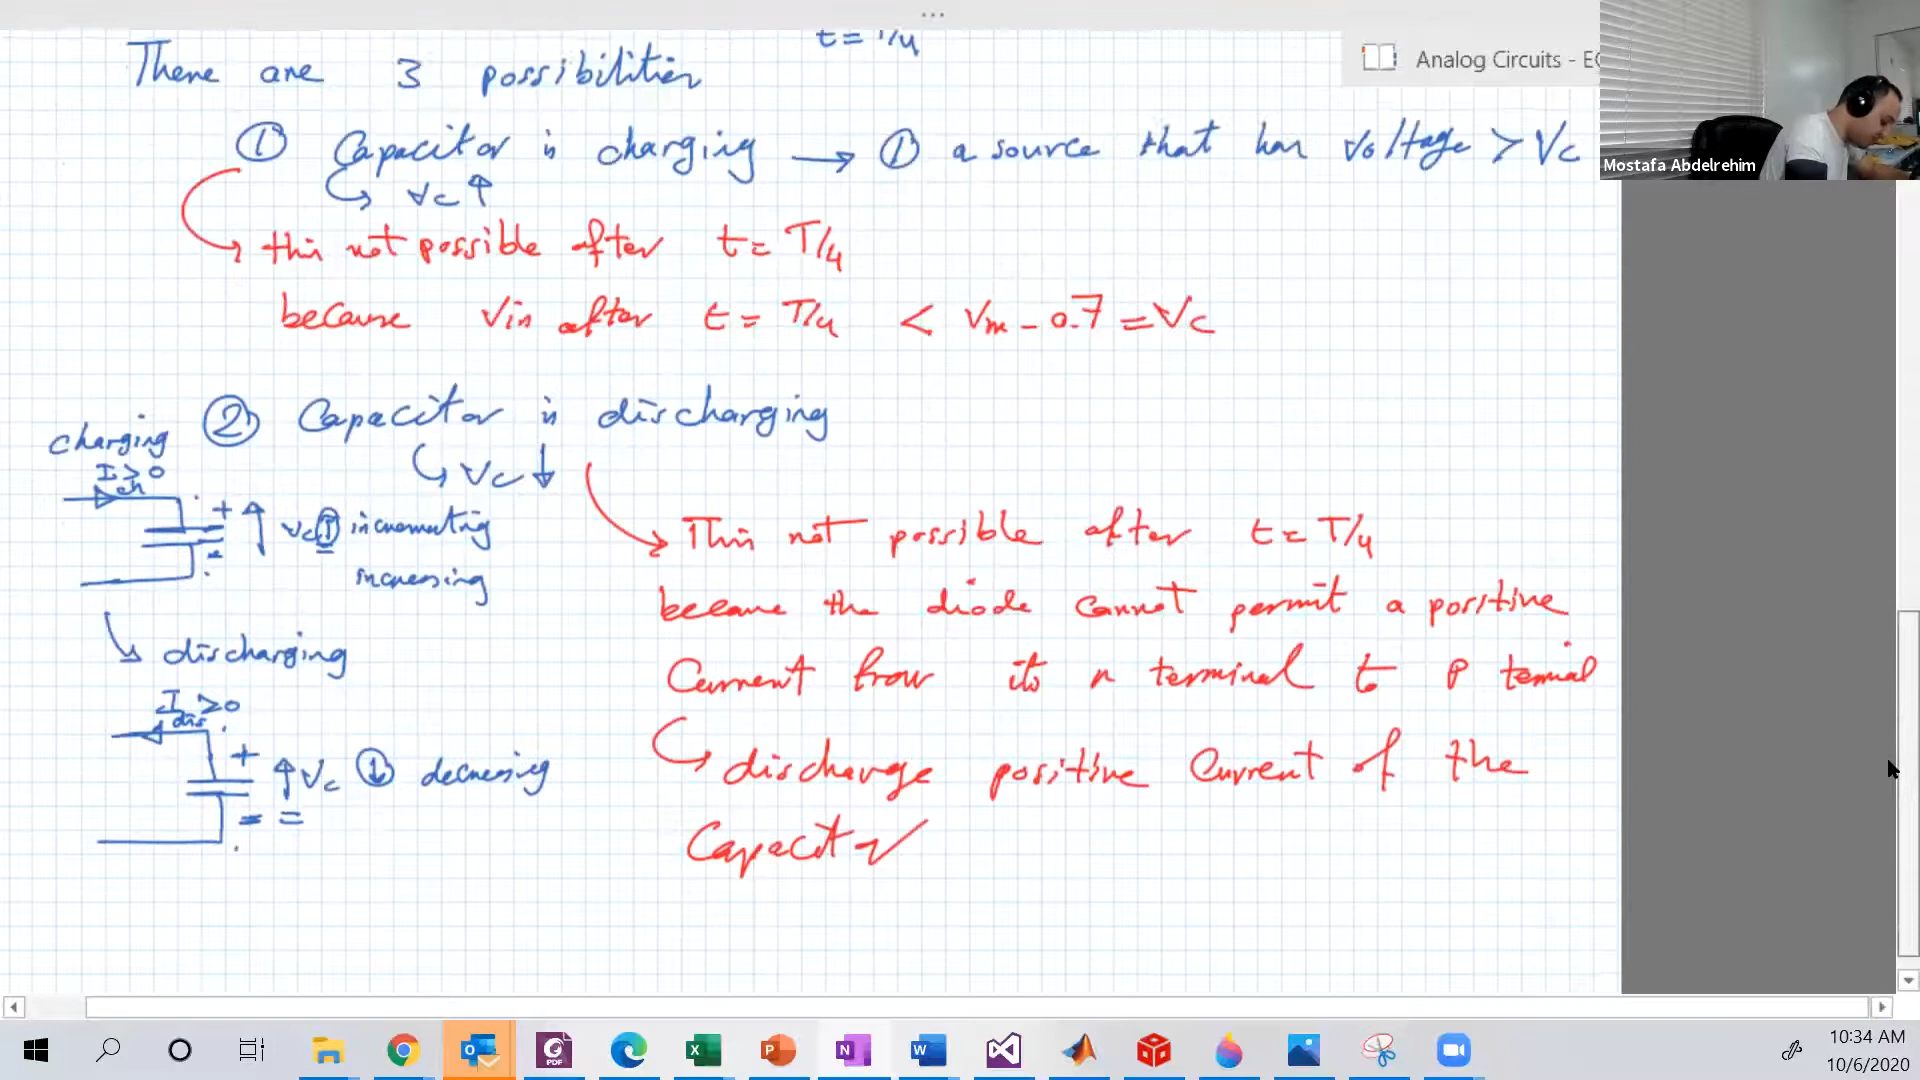 ...
t = T/4
Analog Circuits - EC
There are 3 possibilities
① Capacitor is charging → ① a source that has voltage > Vc
Mostafa Abdelrehim
↳ Vc ↑
↳ this not possible after t = T/4
because Vin after t = T/4 < Vm - 0.7 = Vc
② Capacitor is discharging
↳ Vc ↓
charging
Ich > 0
+
Vc ↑ incrementing
-
increasing
discharging
Idis > 0
+
Vc ↓ decreasing
-
This not possible after t = T/4
because the diode cannot permit a positive
Current from its n terminal to P terminal
↳ discharge positive current of the
Capacitor
10:34 AM
10/6/2020